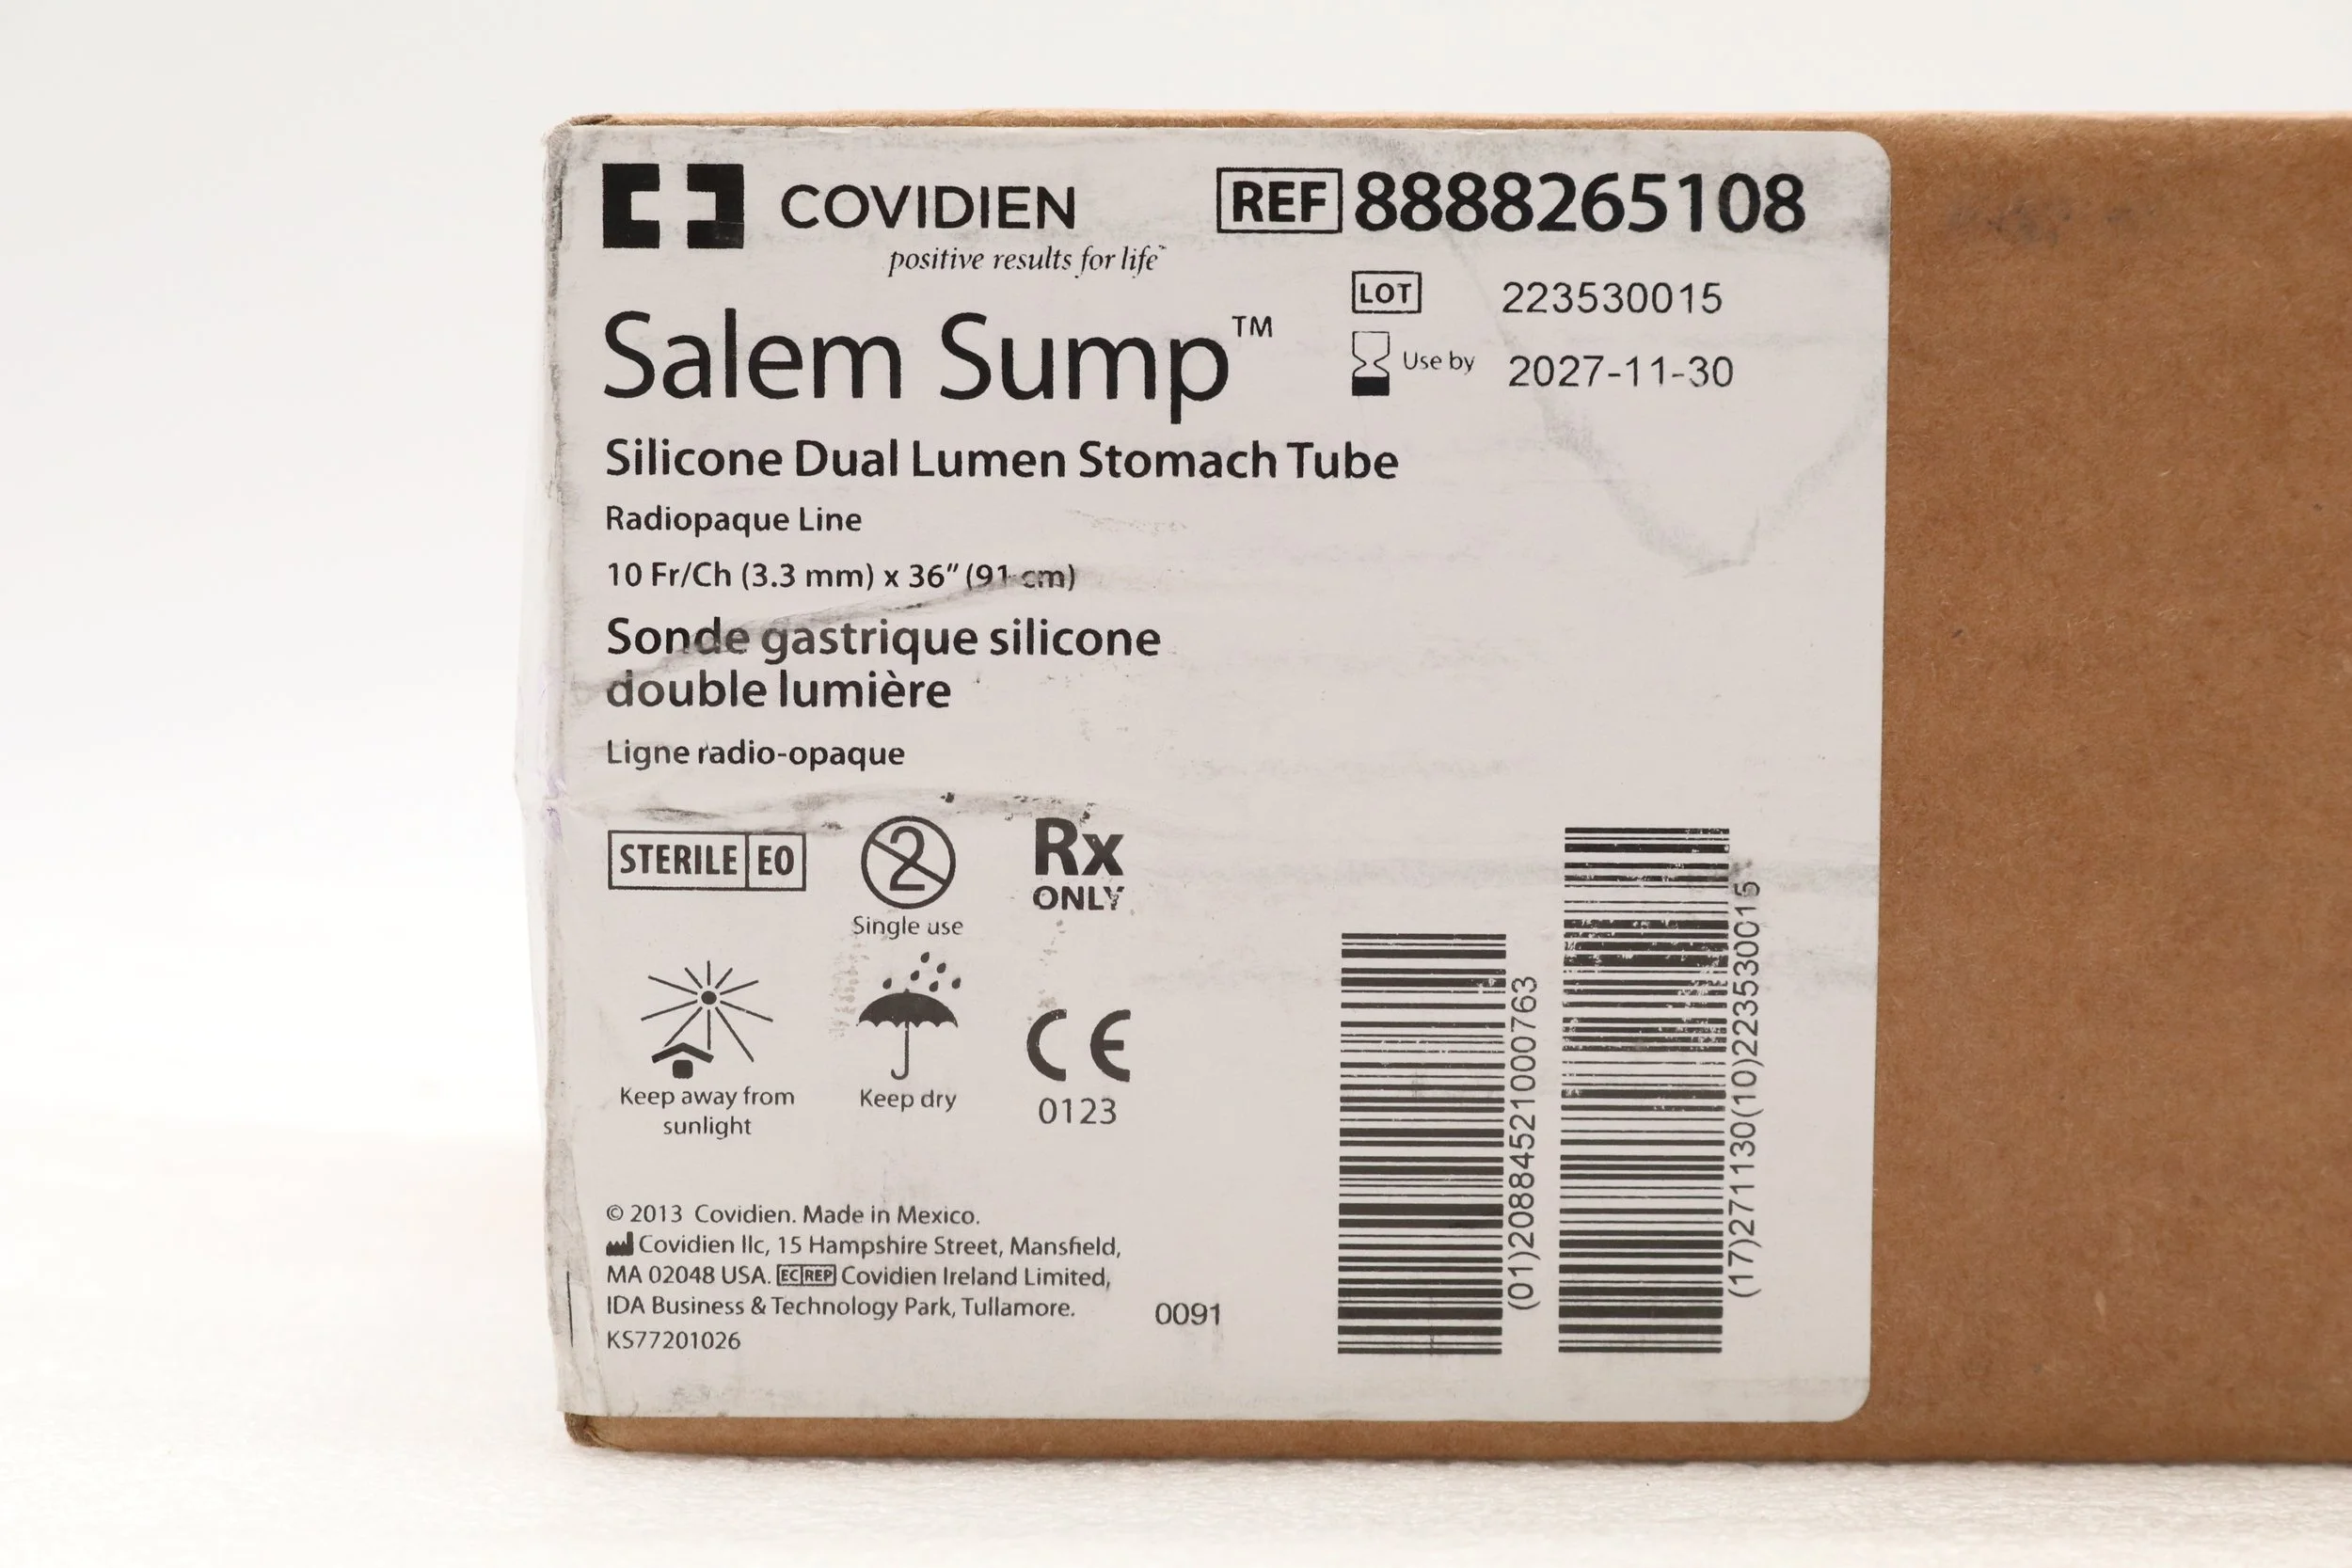 COVIDIEN
positive results for life™
REF 8888265108
LOT 223530015
Use by 2027-11-30
Salem Sump™
Silicone Dual Lumen Stomach Tube
Radiopaque Line
10 Fr/Ch (3.3 mm) x 36" (91 cm)
Sonde gastrique silicone
double lumière
Ligne radio-opaque
STERILE EO
2
Single use
Rx
ONLY
Keep away from
sunlight
Keep dry
CE
0123
© 2013 Covidien. Made in Mexico.
Covidien llc, 15 Hampshire Street, Mansfield,
MA 02048 USA. EC REP Covidien Ireland Limited,
IDA Business & Technology Park, Tullamore.
KS77201026
0091
(01)20884521000763
(17)271130(10)223530015